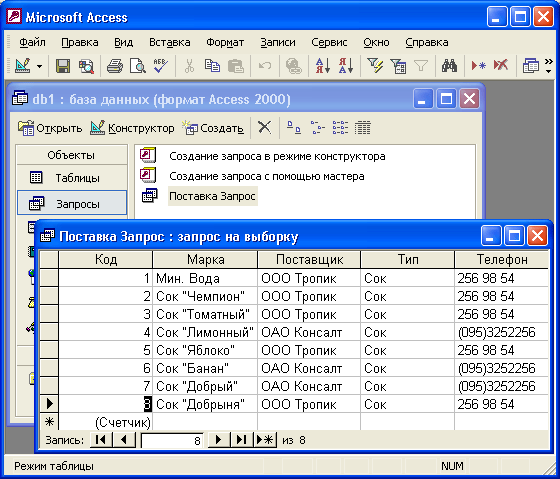 Microsoft Access
Файл Правка Вид Вставка Формат Записи Сервис Окно Справка
db1 : база данных (формат Access 2000)
Открыть Конструктор Создать
Объекты
Таблицы
Запросы
Создание запроса в режиме конструктора
Создание запроса с помощью мастера
Поставка Запрос
Поставка Запрос : запрос на выборку
Код Марка Поставщик Тип Телефон
1 Мин. Вода ООО Тропик Сок 256 98 54
2 Сок "Чемпион" ООО Тропик Сок 256 98 54
3 Сок "Томатный" ООО Тропик Сок 256 98 54
4 Сок "Лимонный" ОАО Консалт Сок (095)3252256
5 Сок "Яблоко" ООО Тропик Сок 256 98 54
6 Сок "Банан" ОАО Консалт Сок (095)3252256
7 Сок "Добрый" ОАО Консалт Сок (095)3252256
8 Сок "Добрыня" ООО Тропик Сок 256 98 54
(Счетчик)
Запись: 8 из 8
Режим таблицы NUM